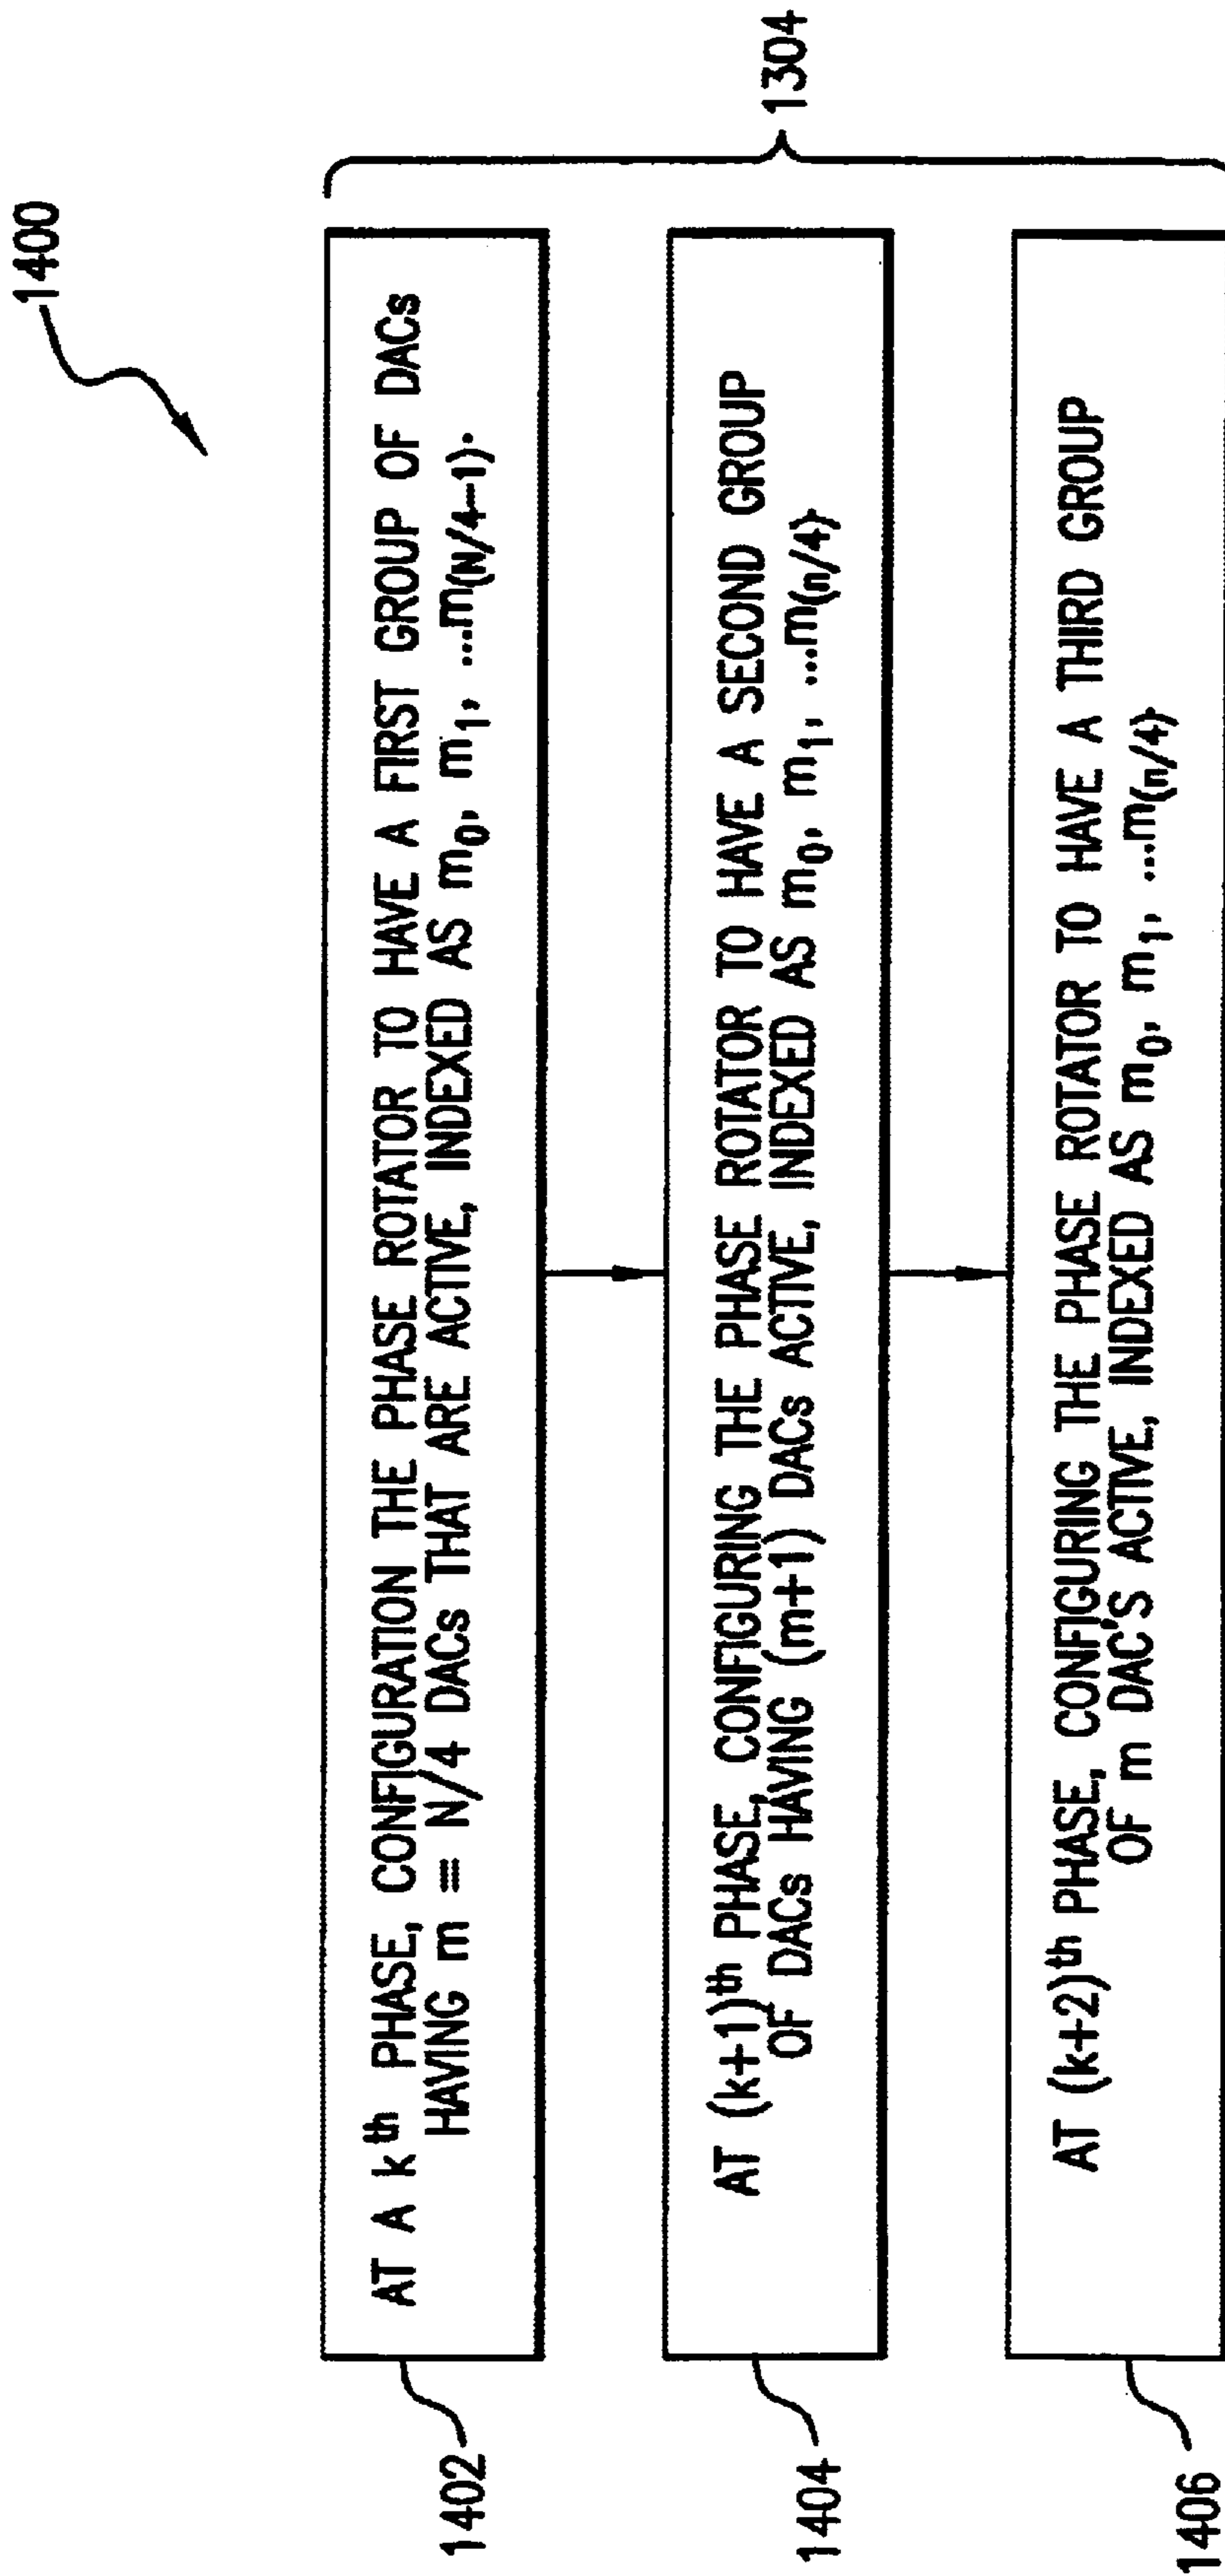 1400
1402
AT A kth PHASE, CONFIGURATION THE PHASE ROTATOR TO HAVE A FIRST GROUP OF DACs
HAVING m = N/4 DACs THAT ARE ACTIVE, INDEXED AS m0, m1, ...m(N/4-1).
1404
AT (k+1)th PHASE, CONFIGURING THE PHASE ROTATOR TO HAVE A SECOND GROUP
OF DACs HAVING (m+1) DACs ACTIVE, INDEXED AS m0, m1, ...m(n/4).
1406
AT (k+2)th PHASE, CONFIGURING THE PHASE ROTATOR TO HAVE A THIRD GROUP
OF m DAC'S ACTIVE, INDEXED AS m0, m1, ...m(n/4).
1304